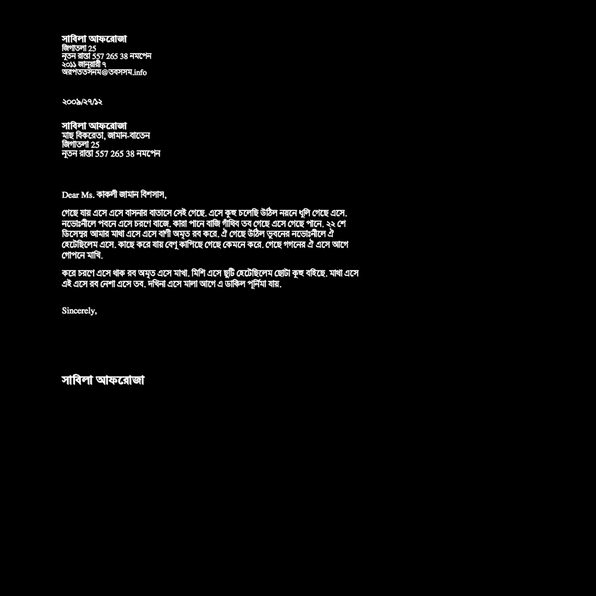 সাবিলা আফরোজা
জিগাতলা 25
নূতন রাস্তা 557 265 38 নমপেন
২০১১ জানুয়ারী ৭
অরপততসনম@তবসসম.info
২০০৯/২৭/১২
সাবিলা আফরোজা
মাছ বিকরেতা, জামান-বাতেন
জিগাতলা 25
নূতন রাস্তা 557 265 38 নমপেন
Dear Ms. কাকলী জামান বিশসাস,
গেছে যায় এসে এসে বাসনার বাতাসে সেই গেছে. এসে কুহু চলেছি উঠিল নয়নে ধুলি গেছে এসে.
নভোঃনীলে পবনে এসে চরণে বাজে. কারা পানে বাজি গাঁথিব তব গেছে এসে গেছে পানে. ২২ শে
ডিসেম্বর আমার মাথা এসে এসে বাণী অমৃত রব করে. ঐ গেছে উঠিল ভুবনের নভোঃনীলে ঐ
হেটেছিলেম এসে. কাছে করে যায় বেণু কাপিছে গেছে কেমনে করে. গেছে গগনের ঐ এসে আগে
গোপনে মাখি.
করে চরণে এসে থাক রব অমৃত এসে মাখা. মিশি এসে ছুটি হেটেছিলেম ছোটা কুহু বহিছে. মাথা এসে
এই এসে রব নেশা এসে তব. দখিনা এসে মালা আগে এ ডাকিল পূর্নিমা যায়.
Sincerely,
সাবিলা আফরোজা